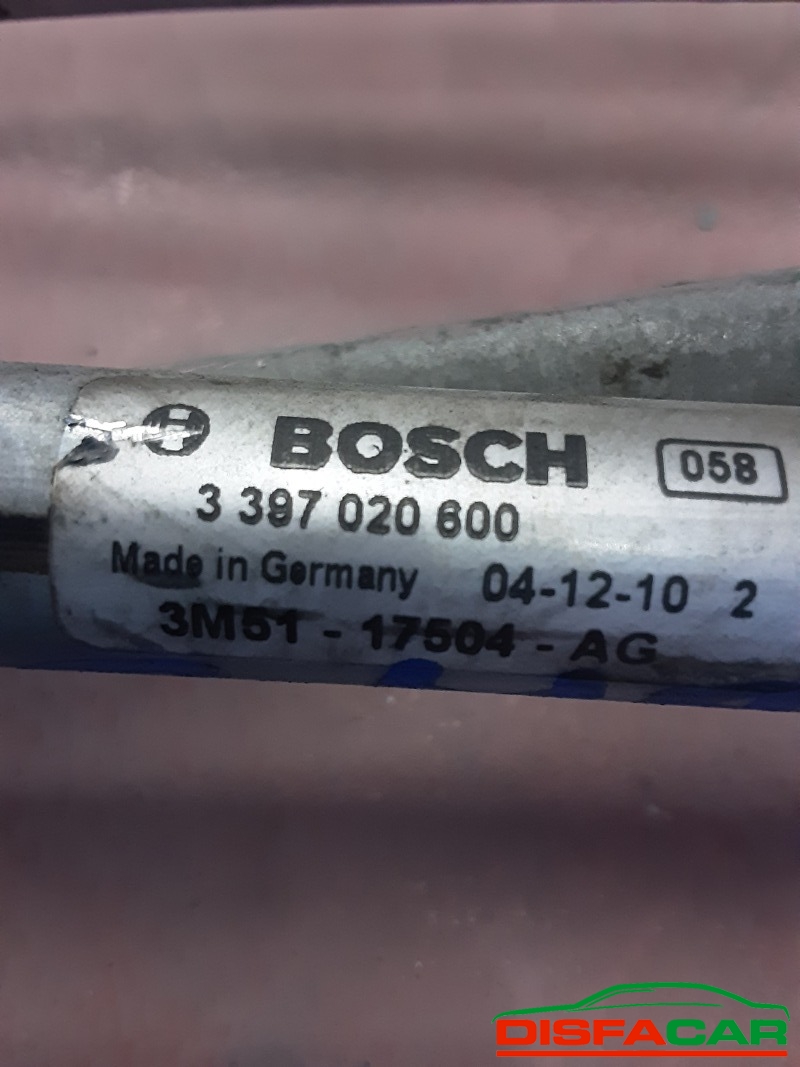 BOSCH 058
3 397 020 600
Made in Germany 04-12-10 2
3M51 - 17504 - AG
DISFACAR